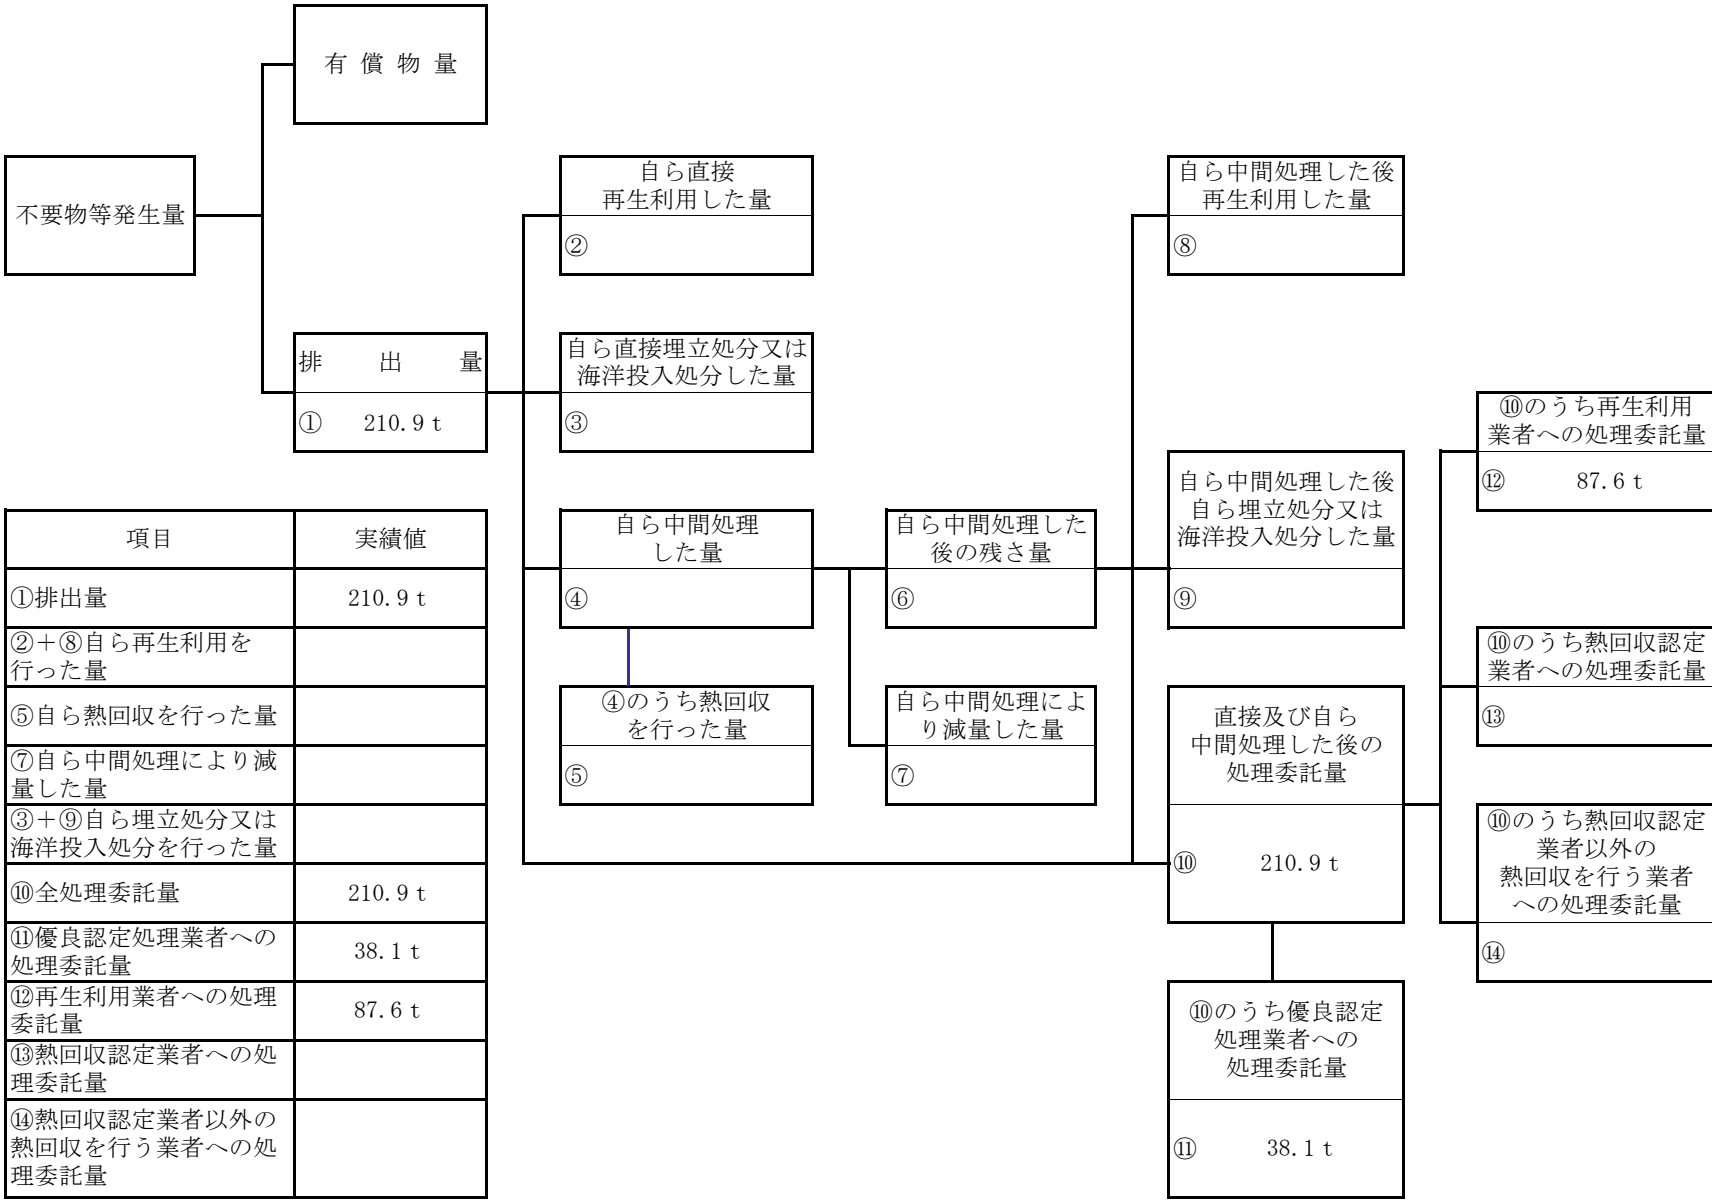 有償物量
不要物等発生量
自ら直接
再生利用した量
②
自ら中間処理した後
再生利用した量
⑧
排出量
① 210.9ｔ
自ら直接埋立処分又は
海洋投入処分した量
③
⑩のうち再生利用
業者への処理委託量
⑫ 87.6ｔ
自ら中間処理した後
自ら埋立処分又は
海洋投入処分した量
⑨
自ら中間処理
した量
④
自ら中間処理した
後の残さ量
⑥
⑩のうち熱回収認定
業者への処理委託量
⑬
④のうち熱回収
を行った量
⑤
自ら中間処理によ
り減量した量
⑦
直接及び自ら
中間処理した後の
処理委託量
⑩ 210.9ｔ
⑩のうち熱回収認定
業者以外の
熱回収を行う業者
への処理委託量
⑭
⑩のうち優良認定
処理業者への
処理委託量
⑪ 38.1ｔ
項目 実績値
①排出量 210.9ｔ
②＋⑧自ら再生利用を
行った量
⑤自ら熱回収を行った量
⑦自ら中間処理により減
量した量
③＋⑨自ら埋立処分又は
海洋投入処分を行った量
⑩全処理委託量 210.9ｔ
⑪優良認定処理業者への
処理委託量 38.1ｔ
⑫再生利用業者への処理
委託量 87.6ｔ
⑬熱回収認定業者への処
理委託量
⑭熱回収認定業者以外の
熱回収を行う業者への処
理委託量